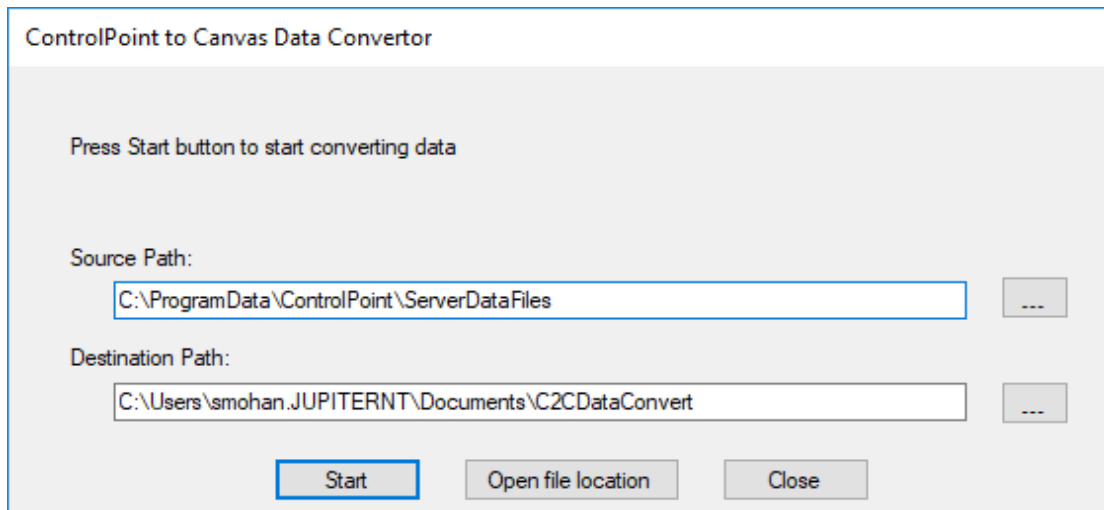 ControlPoint to Canvas Data Convertor
Press Start button to start converting data
Source Path:
C:\ProgramData\ControlPoint\ServerDataFiles
...
Destination Path:
C:\Users\smohan.JUPITERNT\Documents\C2CDataConvert
...
Start Open file location Close